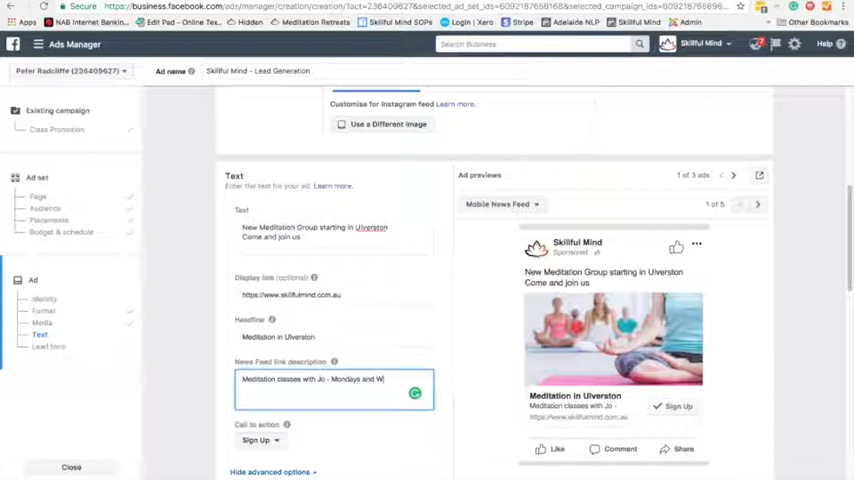 Secure
https://business.facebook.com/ads/manager/creation/creation/?act=236409627&selected_ad_set_ids=6092187655
Apps
NAB Internet Bankin...
Edit Pad - Online Tex...
Hidden
Meditation Retreats
Skillful Mind SOPs
Login | Xero
Stripe
Adelaide NLP
Skillful Mind
Admin
Other Bookmarks
Ads Manager
Search Business
Skillful Mind
Help
Peter Radcliffe (236409627)
Ad name
Skillful Mind - Lead Generation
Customise for Instagram feed Learn more.
Use a Different Image
Existing campaign
Class Promotion
Ad set
Page
Audience
Placements
Budget & schedule
Ad
Identity
Format
Media
Text
Lead form
Close
Text
Enter the text for your ad. Learn more.
Text
New Meditation Group starting in Ulverston
Come and join us
Display link (optional)
https://www.skillfulmind.com.au
Headline
Meditation in Ulverston
News Feed link description
Meditation classes with Jo - Mondays and W
Call to action
Sign Up
Hide advanced options
Ad previews
1 of 3 ads
Mobile News Feed
1 of 5
Skillful Mind
Sponsored
New Meditation Group starting in Ulverston
Come and join us
Meditation in Ulverston
Meditation classes with Jo -
https://www.skillfulmind.com.au
Sign Up
Like
Comment
Share